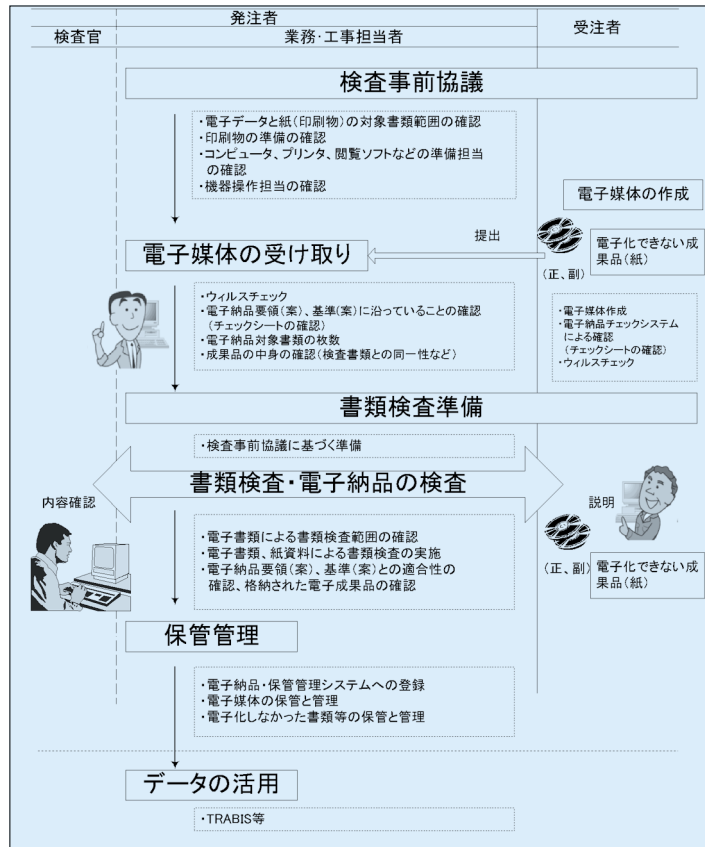 発注者
受注者
検査官
業務・工事担当者
検査事前協議
・電子データと紙(印刷物)の対象書類範囲の確認
・印刷物の準備の確認
・コンピュータ、プリンタ、閲覧ソフトなどの準備担当
の確認
・機器操作担当の確認
電子媒体の作成
提出
電子媒体の受け取り
(正、副)
電子化できない成
果品(紙)
・ウィルスチェック
・電子納品要領(案)、基準(案)に沿っていることの確認
(チェックシートの確認)
・電子納品対象書類の枚数
・成果品の中身の確認(検査書類との同一性など)
・電子媒体作成
・電子納品チェックシステム
による確認
(チェックシートの確認)
・ウィルスチェック
書類検査準備
・検査事前協議に基づく準備
書類検査・電子納品の検査
内容確認
説明
・電子書類による書類検査範囲の確認
・電子書類、紙資料による書類検査の実施
・電子納品要領(案)、基準(案)との適合性の
確認、格納された電子成果品の確認
(正、副)
電子化できない成
果品(紙)
保管管理
・電子納品・保管管理システムへの登録
・電子媒体の保管と管理
・電子化しなかった書類等の保管と管理
データの活用
・TRABIS等